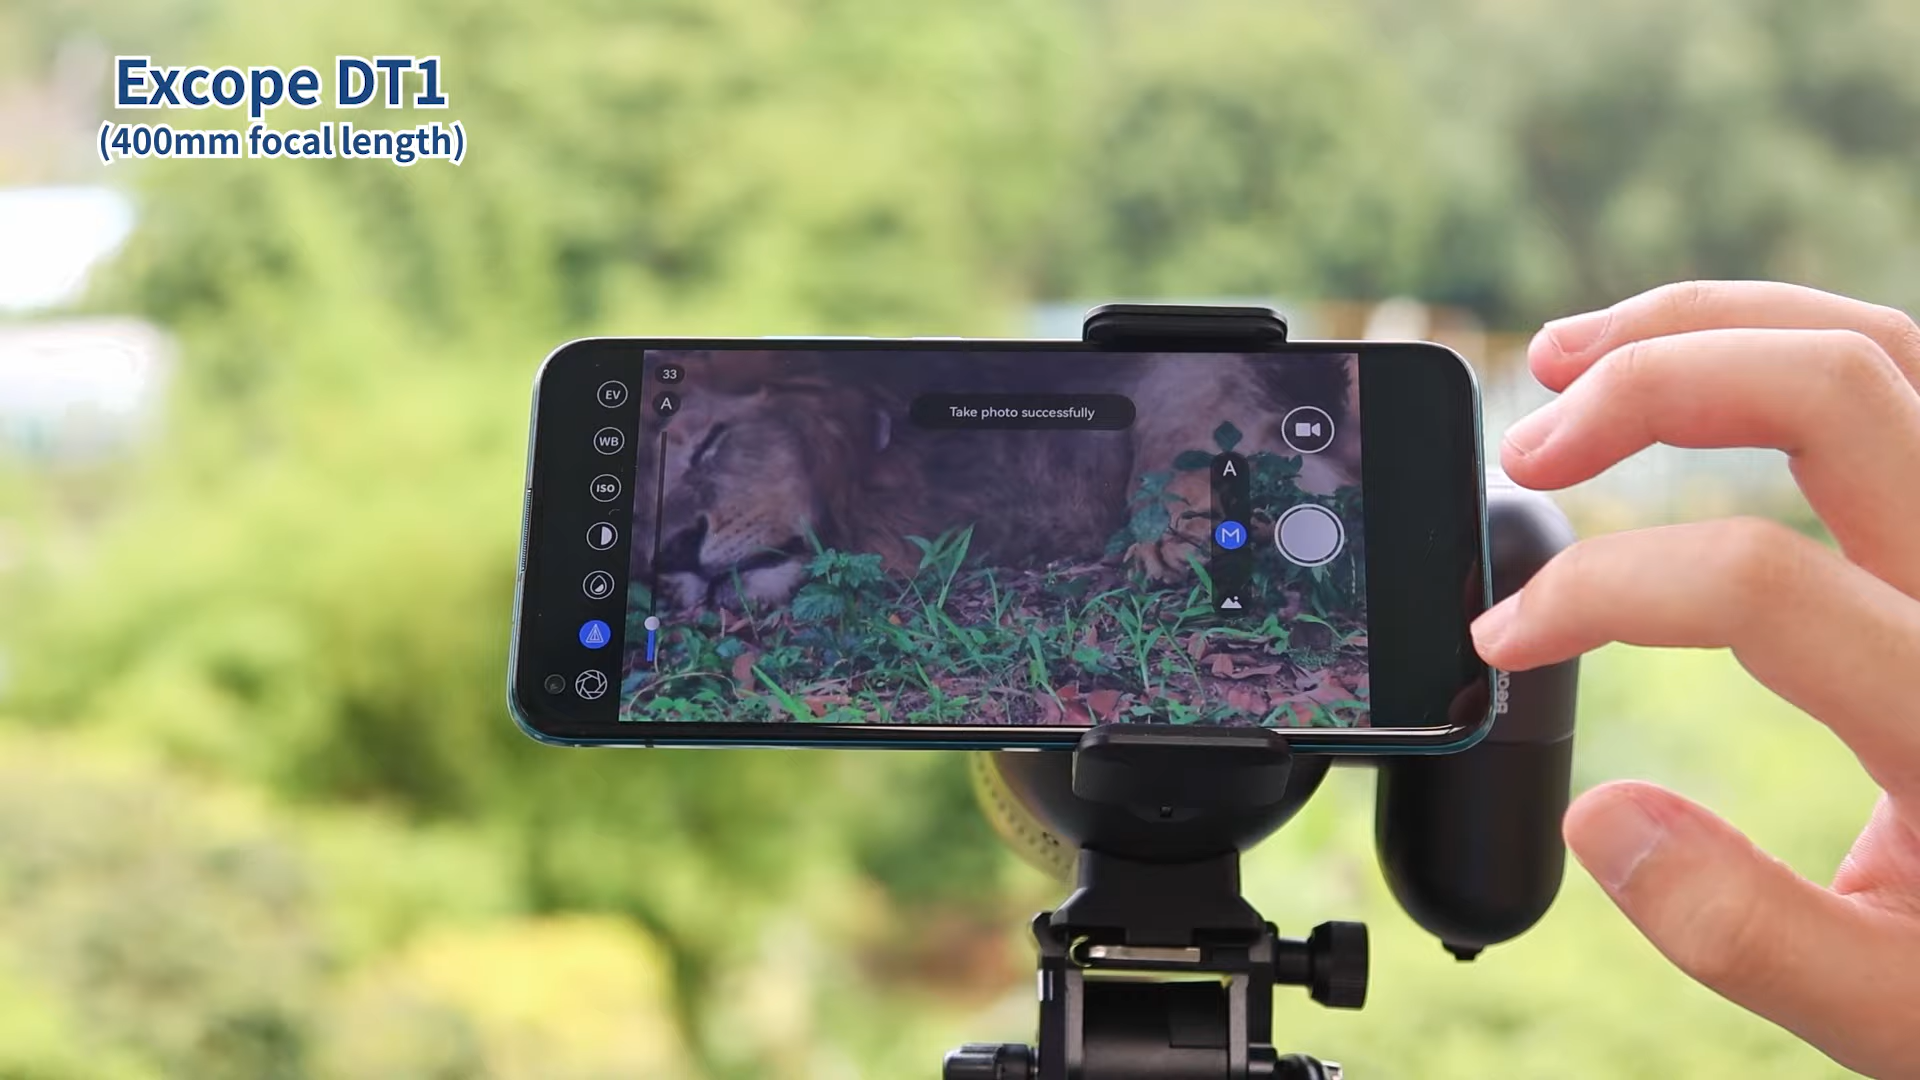 Excope DT1
(400mm focal length)
33
A
EV
WB
ISO
Take photo successfully
A
M